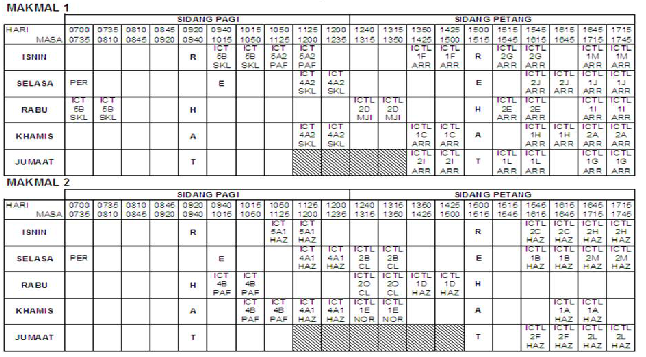 MAKMAL 1
SIDANG PAGI SIDANG PETANG
HARI 0700 0735 0810 0845 0920 0940 1015 1050 1125 1200 1240 1315 1350 1425 1500 1515 1545 1615 1645 1715
MASA 0735 0810 0845 0920 0940 1015 1050 1125 1200 1235 1315 1350 1425 1500 1515 1545 1615 1645 1715 1745
ICT ICT ICT ICT ICTL ICTL ICTL ICTL ICTL ICTL
ISNIN R 5B 5B 5A2 5A2 1F 1F R 2G 2G 1M 1M
SKL SKL PAF PAF ARR ARR ARR ARR ARR ARR
ICT ICT ICTL ICTL ICTL ICTL
SELASA PER E 4A2 4A2 E 2J 2J 1J 1J
SKL SKL ARR ARR ARR ARR
ICT ICT ICTL ICTL ICTL ICTL ICTL ICTL
RABU 5B 5B H 2D 2D H 2E 2E 1I 1I
SKL SKL MJI MJI ARR ARR ARR ARR
ICT ICT ICTL ICTL ICTL ICTL ICTL ICTL
KHAMIS A 4A2 4A2 1C 1C A 1H 1H 2A 2A
SKL SKL ARR ARR ARR ARR ARR ARR
ICTL ICTL ICTL ICTL ICTL ICTL
JUMAAT T 2I 2I T 1L 1L 1G 1G
ARR ARR ARR ARR ARR ARR
MAKMAL 2
SIDANG PAGI SIDANG PETANG
HARI 0700 0735 0810 0845 0920 0940 1015 1050 1125 1200 1240 1315 1350 1425 1500 1515 1545 1615 1645 1715
MASA 0735 0810 0845 0920 0940 1015 1050 1125 1200 1235 1315 1350 1425 1500 1515 1545 1615 1645 1715 1745
ICT ICT ICTL ICTL ICTL ICTL
ISNIN R 5A1 5A1 R 2C 2C 2H 2H
HAZ HAZ HAZ HAZ HAZ HAZ
ICT ICT ICTL ICTL ICTL ICTL ICTL ICTL
SELASA PER E 4A1 4A1 2B 2B E 1B 1B 2M 2M
HAZ HAZ CL CL HAZ HAZ HAZ HAZ
ICT ICT ICTL ICTL ICTL ICTL
RABU H 4B 4B 2O 2O 1D 1D H
PAF PAF CL CL HAZ HAZ
ICT ICT ICT ICT ICTL ICTL ICTL ICTL
KHAMIS A 4B 4B 4A1 4A1 1E 1E A 1A 1A
PAF PAF HAZ HAZ NOR NOR HAZ HAZ
ICTL ICTL ICTL ICTL
JUMAAT T T 2F 2F 2L 2L
HAZ HAZ HAZ HAZ